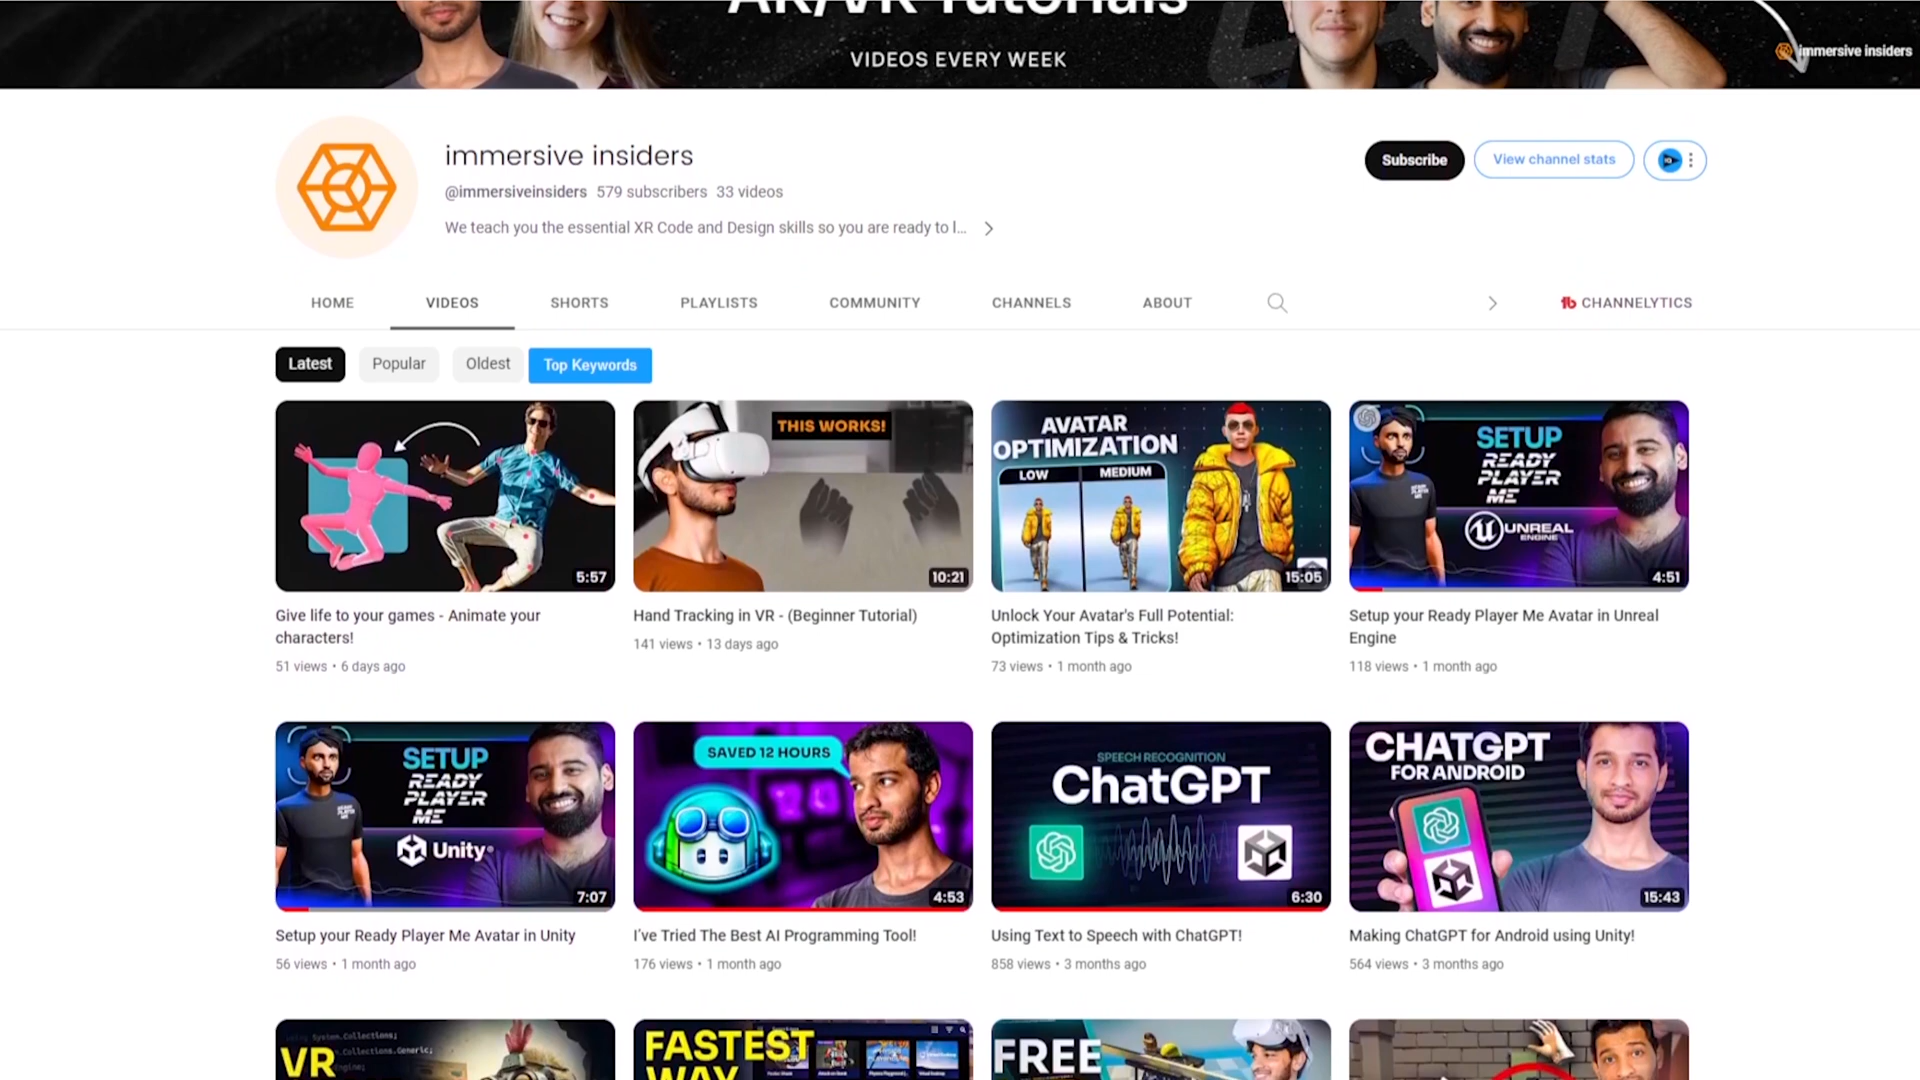 AR/VR Tutorials
VIDEOS EVERY WEEK
immersive insiders
immersive insiders
@immersiveinsiders 579 subscribers 33 videos
We teach you the essential XR Code and Design skills so you are ready to l...
Subscribe
View channel stats
HOME
VIDEOS
SHORTS
PLAYLISTS
COMMUNITY
CHANNELS
ABOUT
CHANNELYTICS
Latest
Popular
Oldest
Top Keywords
5:57
THIS WORKS!
10:21
AVATAR
OPTIMIZATION
LOW
MEDIUM
15:05
SETUP
READY
PLAYER
ME
UNREAL
ENGINE
4:51
Give life to your games - Animate your
characters!
51 views • 6 days ago
Hand Tracking in VR - (Beginner Tutorial)
141 views • 13 days ago
Unlock Your Avatar's Full Potential:
Optimization Tips & Tricks!
73 views • 1 month ago
Setup your Ready Player Me Avatar in Unreal
Engine
118 views • 1 month ago
SETUP
READY
PLAYER
ME
Unity
7:07
SAVED 12 HOURS
4:53
SPEECH RECOGNITION
ChatGPT
6:30
CHATGPT
FOR ANDROID
15:43
Setup your Ready Player Me Avatar in Unity
56 views • 1 month ago
I've Tried The Best AI Programming Tool!
176 views • 1 month ago
Using Text to Speech with ChatGPT!
858 views • 3 months ago
Making ChatGPT for Android using Unity!
564 views • 3 months ago
System.Collections;
.Collections.Generic;
VR
FASTEST
WAY
FREE